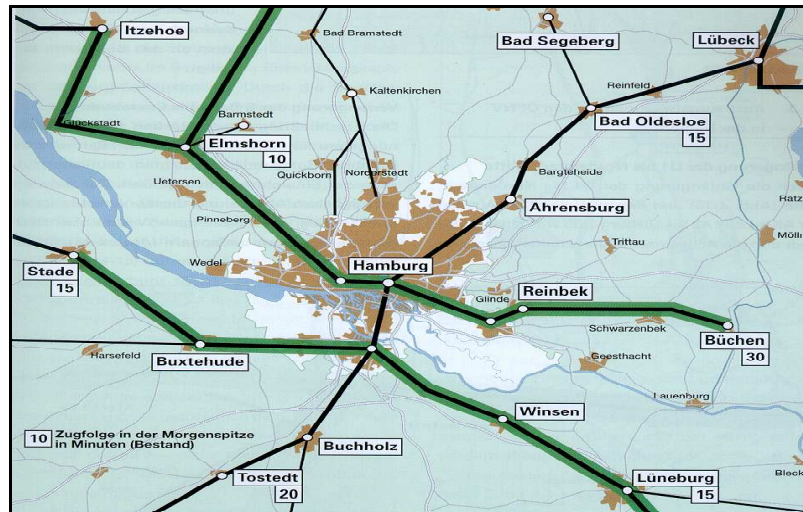 Itzehoe
Bad Bramstedt
Bad Segeberg
Lübeck
Kaltenkirchen
Reinfeld
Glückstadt
Barmstedt
Bad Oldesloe
15
Elmshorn
10
Quickborn
Norderstedt
Bargteheide
Uetersen
Ahrensburg
Pinneberg
Trittau
Mölln
Wedel
Hamburg
Stade
15
Glinde
Reinbek
Schwarzenbek
Büchen
30
Harsefeld
Buxtehude
Geesthacht
Lauenburg
Winsen
10 Zugfolge in der Morgenspitze
in Minuten (Bestand)
Buchholz
Tostedt
20
Lüneburg
15